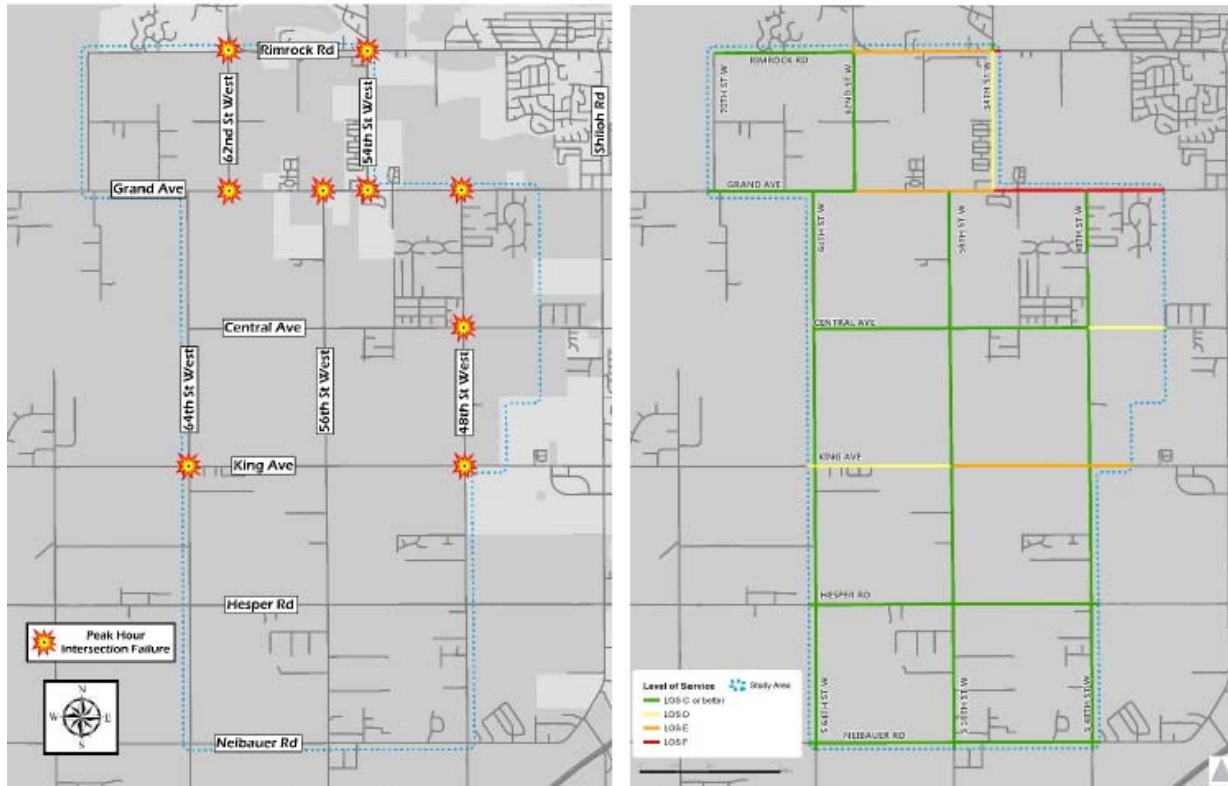 Rimrock Rd
62nd St West
54th St West
Shiloh Rd
Grand Ave
Central Ave
64th St West
56th St West
48th St West
King Ave
Hesper Rd
Peak Hour
Intersection Failure
N
W
E
S
Neibauer Rd
RIMROCK RD
70TH ST W
62ND ST W
54TH ST W
GRAND AVE
64TH ST W
56TH ST W
48TH ST W
CENTRAL AVE
KING AVE
HESPER RD
Level of Service
Study Area
LOS C or better
LOS D
LOS E
LOS F
S 64TH ST W
S 56TH ST W
S 48TH ST W
NEIBAUER RD